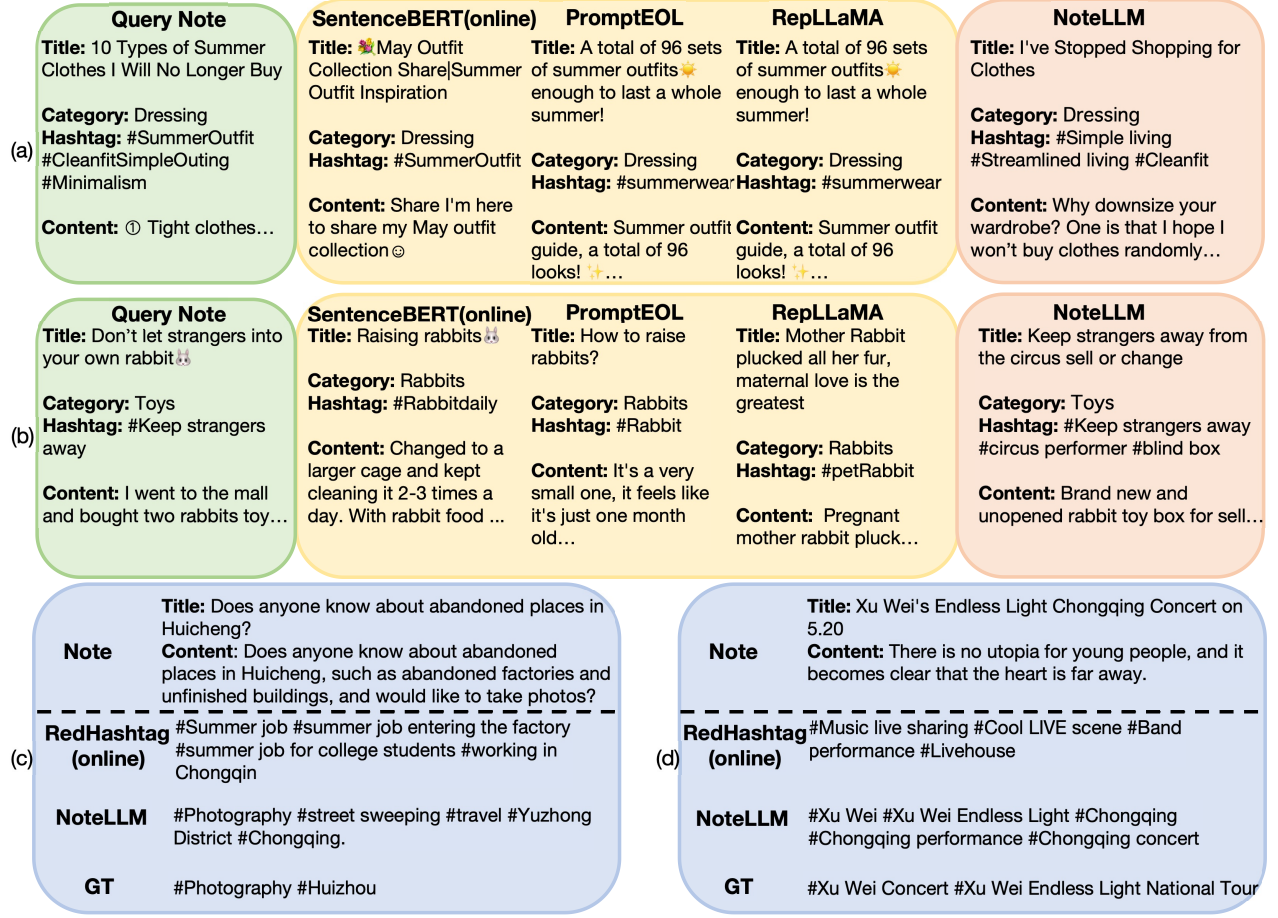 (a)
Query Note
Title: 10 Types of Summer
Clothes I Will No Longer Buy
Category: Dressing
Hashtag: #SummerOutfit
#CleanfitSimpleOuting
#Minimalism
Content: ① Tight clothes…
SentenceBERT(online)
Title: 💐May Outfit
Collection Share|Summer
Outfit Inspiration
Category: Dressing
Hashtag: #SummerOutfit
Content: Share I'm here
to share my May outfit
collection☺
PromptEOL
Title: A total of 96 sets
of summer outfits☀️
enough to last a whole
summer!
Category: Dressing
Hashtag: #summerwear
Content: Summer outfit
guide, a total of 96
looks! ✨…
RepLLaMA
Title: A total of 96 sets
of summer outfits☀️
enough to last a whole
summer!
Category: Dressing
Hashtag: #summerwear
Content: Summer outfit
guide, a total of 96
looks! ✨…
NoteLLM
Title: I've Stopped Shopping for
Clothes
Category: Dressing
Hashtag: #Simple living
#Streamlined living #Cleanfit
Content: Why downsize your
wardrobe? One is that I hope I
won't buy clothes randomly…
(b)
Query Note
Title: Don't let strangers into
your own rabbit🐰
Category: Toys
Hashtag: #Keep strangers
away
Content: I went to the mall
and bought two rabbits toy…
SentenceBERT(online)
Title: Raising rabbits🐰
Category: Rabbits
Hashtag: #Rabbitdaily
Content: Changed to a
larger cage and kept
cleaning it 2-3 times a
day. With rabbit food ...
PromptEOL
Title: How to raise
rabbits?
Category: Rabbits
Hashtag: #Rabbit
Content: It's a very
small one, it feels like
it's just one month
old…
RepLLaMA
Title: Mother Rabbit
plucked all her fur,
maternal love is the
greatest
Category: Rabbits
Hashtag: #petRabbit
Content: Pregnant
mother rabbit pluck…
NoteLLM
Title: Keep strangers away from
the circus sell or change
Category: Toys
Hashtag: #Keep strangers away
#circus performer #blind box
Content: Brand new and
unopened rabbit toy box for sell…
(c)
Note
Title: Does anyone know about abandoned places in
Huicheng?
Content: Does anyone know about abandoned
places in Huicheng, such as abandoned factories and
unfinished buildings, and would like to take photos?
RedHashtag
(online)
#Summer job #summer job entering the factory
#summer job for college students #working in
Chongqin
NoteLLM
#Photography #street sweeping #travel #Yuzhong
District #Chongqing.
GT
#Photography #Huizhou
(d)
Note
Title: Xu Wei's Endless Light Chongqing Concert on
5.20
Content: There is no utopia for young people, and it
becomes clear that the heart is far away.
RedHashtag
(online)
#Music live sharing #Cool LIVE scene #Band
performance #Livehouse
NoteLLM
#Xu Wei #Xu Wei Endless Light #Chongqing
#Chongqing performance #Chongqing concert
GT
#Xu Wei Concert #Xu Wei Endless Light National Tour